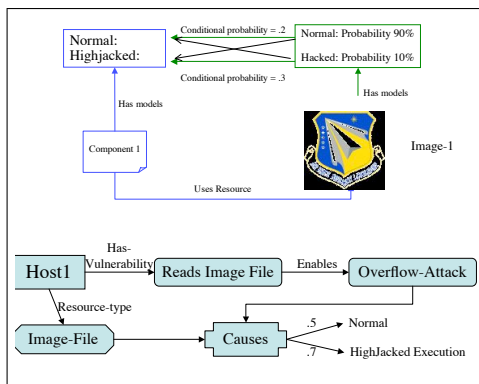 Conditional probability = .2
Normal:
Highjacked:
Normal: Probability 90%
Hacked: Probability 10%
Conditional probability = .3
Has models
Has models
Component 1
Image-1
Uses Resource
Has-
Vulnerability
Host1
Reads Image File
Enables
Overflow-Attack
Resource-type
Image-File
Causes
.5
Normal
.7
HighJacked Execution